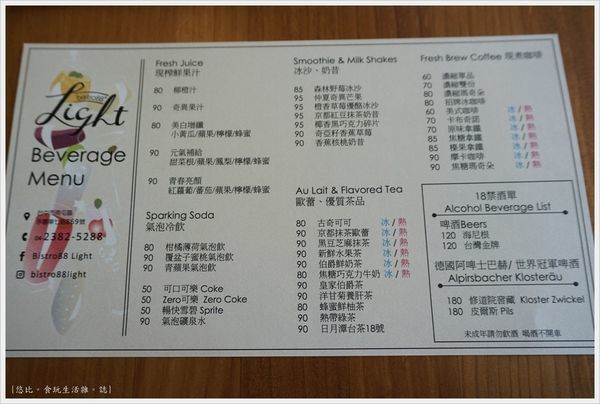 bistro88
Light
Beverage
Menu
04 2382-5288
Bistro88 light
Bistro88light
Fresh Juice
現榨鮮果汁
80 柳橙汁
90 奇異果汁
80 美白增纖
小黃瓜/蘋果/檸檬/蜂蜜
90 元氣補給
甜菜根/蘋果/鳳梨/檸檬/蜂蜜
90 青春亮顏
紅蘿蔔/番茄/蘋果/檸檬/蜂蜜
Sparking Soda
氣泡冷飲
80 柑橘薄荷氣泡飲
90 覆盆子蜜桃氣泡飲
90 青蘋果氣泡飲
50 可口可樂 Coke
50 Zero可樂 Zero Coke
50 暢快雪碧 Sprite
90 氣泡礦泉水
Smoothie & Milk Shakes
冰沙、奶昔
85 森林野莓冰沙
95 仲夏奇異芒果
95 橙香草莓優酪冰沙
95 京都紅豆抹茶奶昔
95 椰香黑巧克力碎片
90 奇亞籽香蕉草莓
90 香蕉核桃奶昔
Au Lait & Flavored Tea
歐蕾、優質茶品
80 古奇可可 冰/熱
90 京都抹茶歐蕾 冰/熱
90 黑豆芝麻抹茶 冰/熱
90 新鮮水果茶 冰/熱
90 伯爵鮮奶茶 冰/熱
80 焦糖巧克力牛奶 冰/熱
90 皇家伯爵茶
90 洋甘菊養肝茶
80 蜂蜜鮮柚茶
90 熱帶綠茶
90 日月潭台茶18號
Fresh Brew Coffee 現煮咖啡
60 濃縮單品
70 濃縮雙份
80 濃縮瑪奇朵
80 招牌冰咖啡
60 美式咖啡 冰/熱
70 卡布奇諾 冰/熱
70 原味拿鐵 冰/熱
80 焦糖拿鐵 冰/熱
85 榛果拿鐵 冰/熱
90 摩卡咖啡 冰/熱
90 焦糖瑪奇朵 冰/熱
18禁酒單
Alcohol Beverage List
啤酒Beers
120 海尼根
120 台灣金牌
德國阿啤士巴赫/世界冠軍啤酒
Alpirsbacher Klosteräu
180 修道院窖藏 Kloster Zwickel
180 皮爾斯 Pils
未成年請勿飲酒 喝酒不開車
[悠比。食玩生活雜。誌]